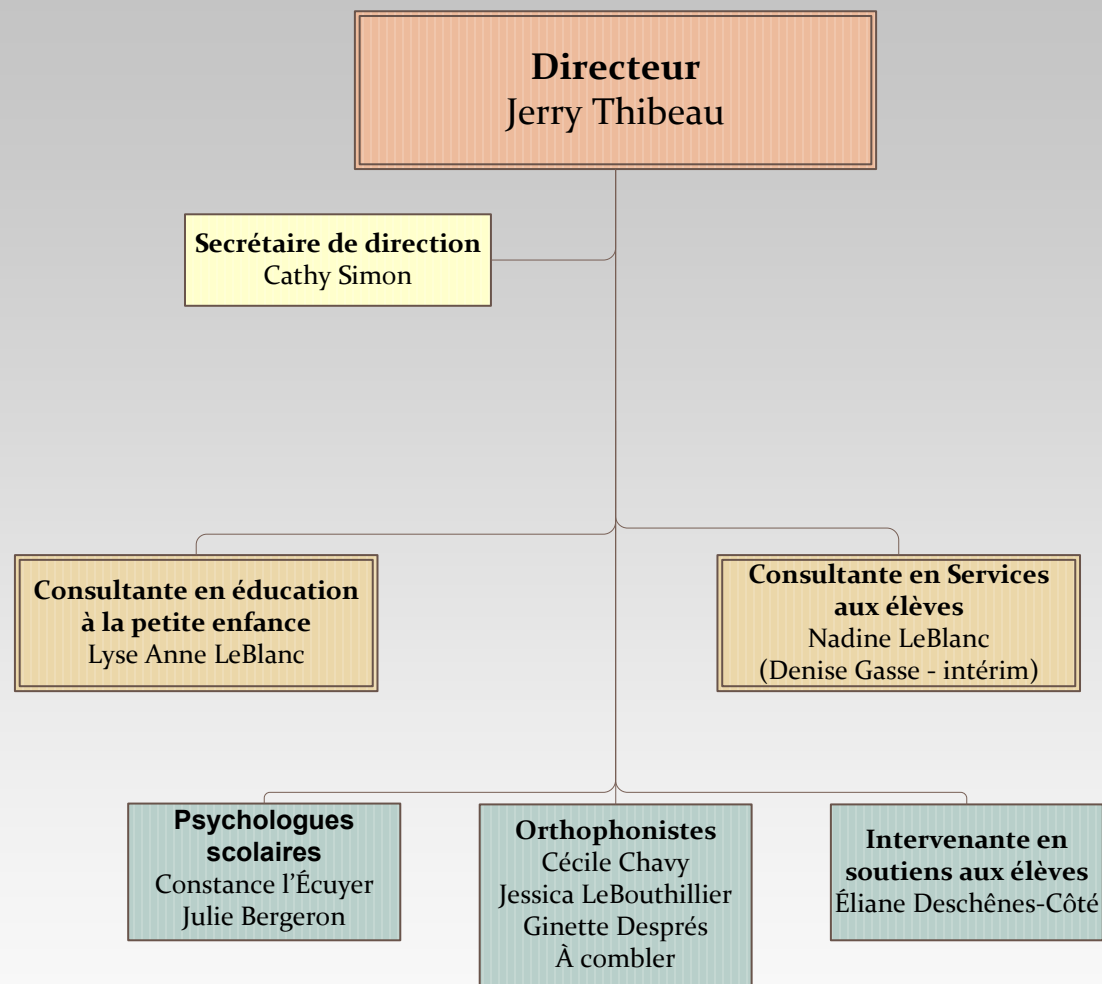 Directeur
Jerry Thibeau
Secrétaire de direction
Cathy Simon
Consultante en éducation
à la petite enfance
Lyse Anne LeBlanc
Consultante en Services
aux élèves
Nadine LeBlanc
(Denise Gasse - intérim)
Psychologues
scolaires
Constance l’Écuyer
Julie Bergeron
Orthophonistes
Cécile Chavy
Jessica LeBouthillier
Ginette Després
À combler
Intervenante en
soutiens aux élèves
Éliane Deschênes-Côté